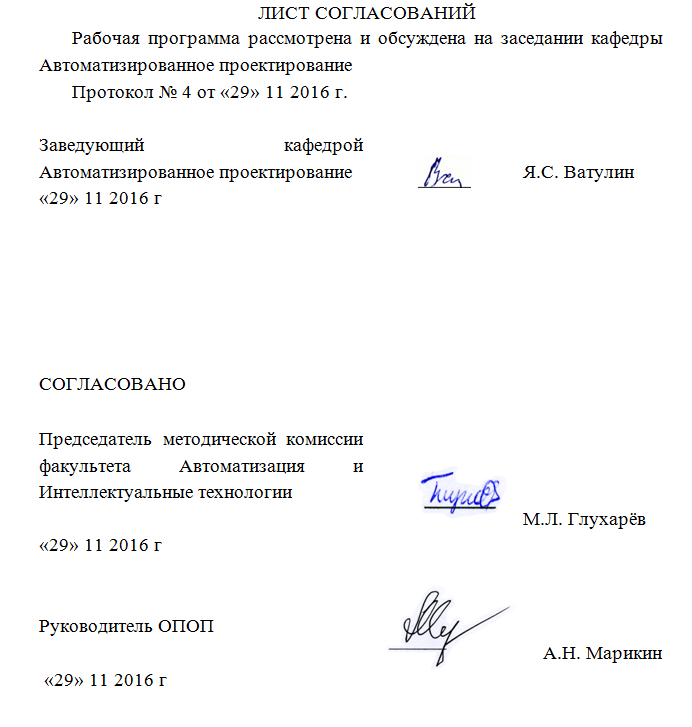 ЛИСТ СОГЛАСОВАНИЙ
Рабочая программа рассмотрена и обсуждена на заседании кафедры
Автоматизированное проектирование
Протокол № 4 от «29» 11 2016 г.
Заведующий кафедрой
Автоматизированное проектирование Я.С. Ватулин
«29» 11 2016 г
СОГЛАСОВАНО
Председатель методической комиссии
факультета Автоматизация и
Интеллектуальные технологии
М.Л. Глухарёв
«29» 11 2016 г
Руководитель ОПОП
А.Н. Марикин
«29» 11 2016 г